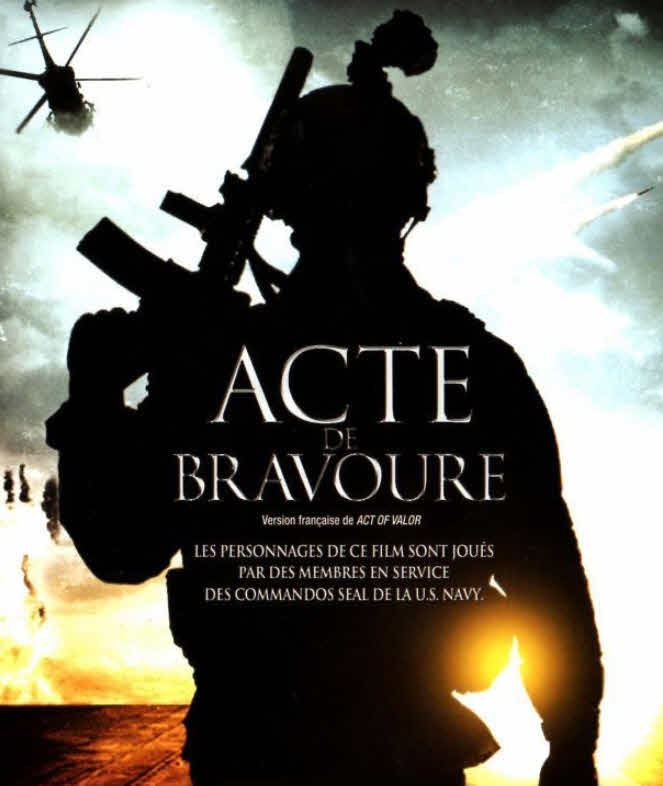 ACTE
DE
BRAVOURE
Version française de ACT OF VALOR
LES PERSONNAGES DE CE FILM SONT JOUÉS
PAR DES MEMBRES EN SERVICE
DES COMMANDOS SEAL DE LA U.S. NAVY.